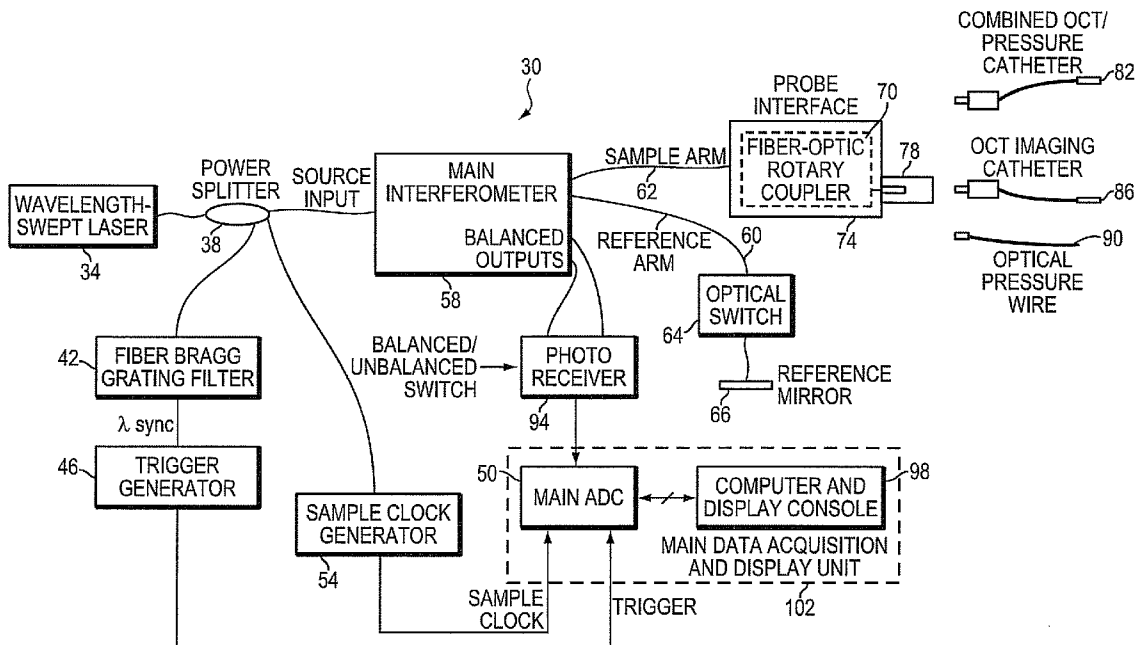 30
COMBINED OCT/
PRESSURE
CATHETER
82
OCT IMAGING
CATHETER
86
90
OPTICAL
PRESSURE
WIRE
PROBE
INTERFACE
70
FIBER-OPTIC
ROTARY
COUPLER
78
74
SAMPLE ARM
62
REFERENCE
ARM
60
MAIN
INTERFEROMETER
BALANCED
OUTPUTS
58
SOURCE
INPUT
POWER
SPLITTER
38
WAVELENGTH-
SWEPT LASER
34
OPTICAL
SWITCH
64
REFERENCE
MIRROR
66
42
FIBER BRAGG
GRATING FILTER
BALANCED/
UNBALANCED
SWITCH
PHOTO
RECEIVER
94
λ sync
46
TRIGGER
GENERATOR
SAMPLE CLOCK
GENERATOR
54
50
MAIN ADC
COMPUTER AND
DISPLAY CONSOLE
98
MAIN DATA ACQUISITION
AND DISPLAY UNIT
102
SAMPLE
CLOCK
TRIGGER